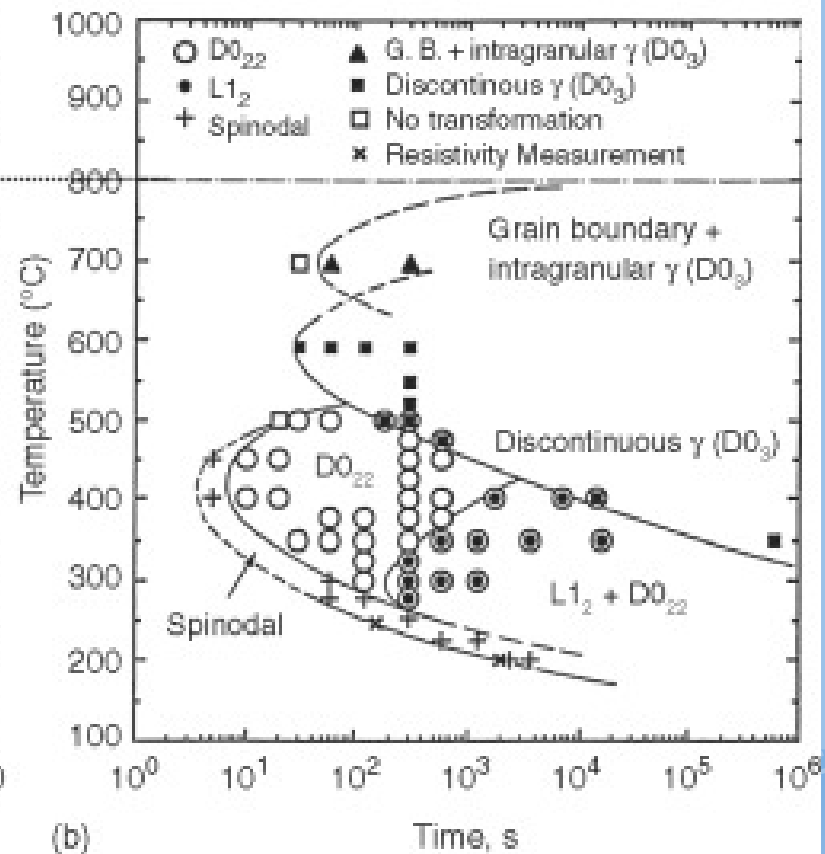 1000
900
800
700
600
500
400
300
200
100
Temperature (°C)
D0₂₂
L1₂
Spinodal
G. B. + intragranular γ (D0₃)
Discontinous γ (D0₃)
No transformation
Resistivity Measurement
Grain boundary +
intragranular γ (D0₃)
Discontinuous γ (D0₃)
D0₂₂
L1₂ + D0₂₂
Spinodal
10⁰ 10¹ 10² 10³ 10⁴ 10⁵ 10⁶
(b) Time, s